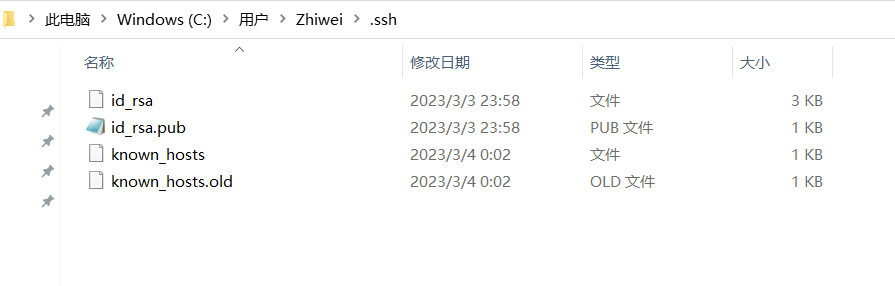 此电脑 > Windows (C:) > 用户 > Zhiwei > .ssh
名称 修改日期 类型 大小
id_rsa 2023/3/3 23:58 文件 3 KB
id_rsa.pub 2023/3/3 23:58 PUB 文件 1 KB
known_hosts 2023/3/4 0:02 文件 1 KB
known_hosts.old 2023/3/4 0:02 OLD 文件 1 KB